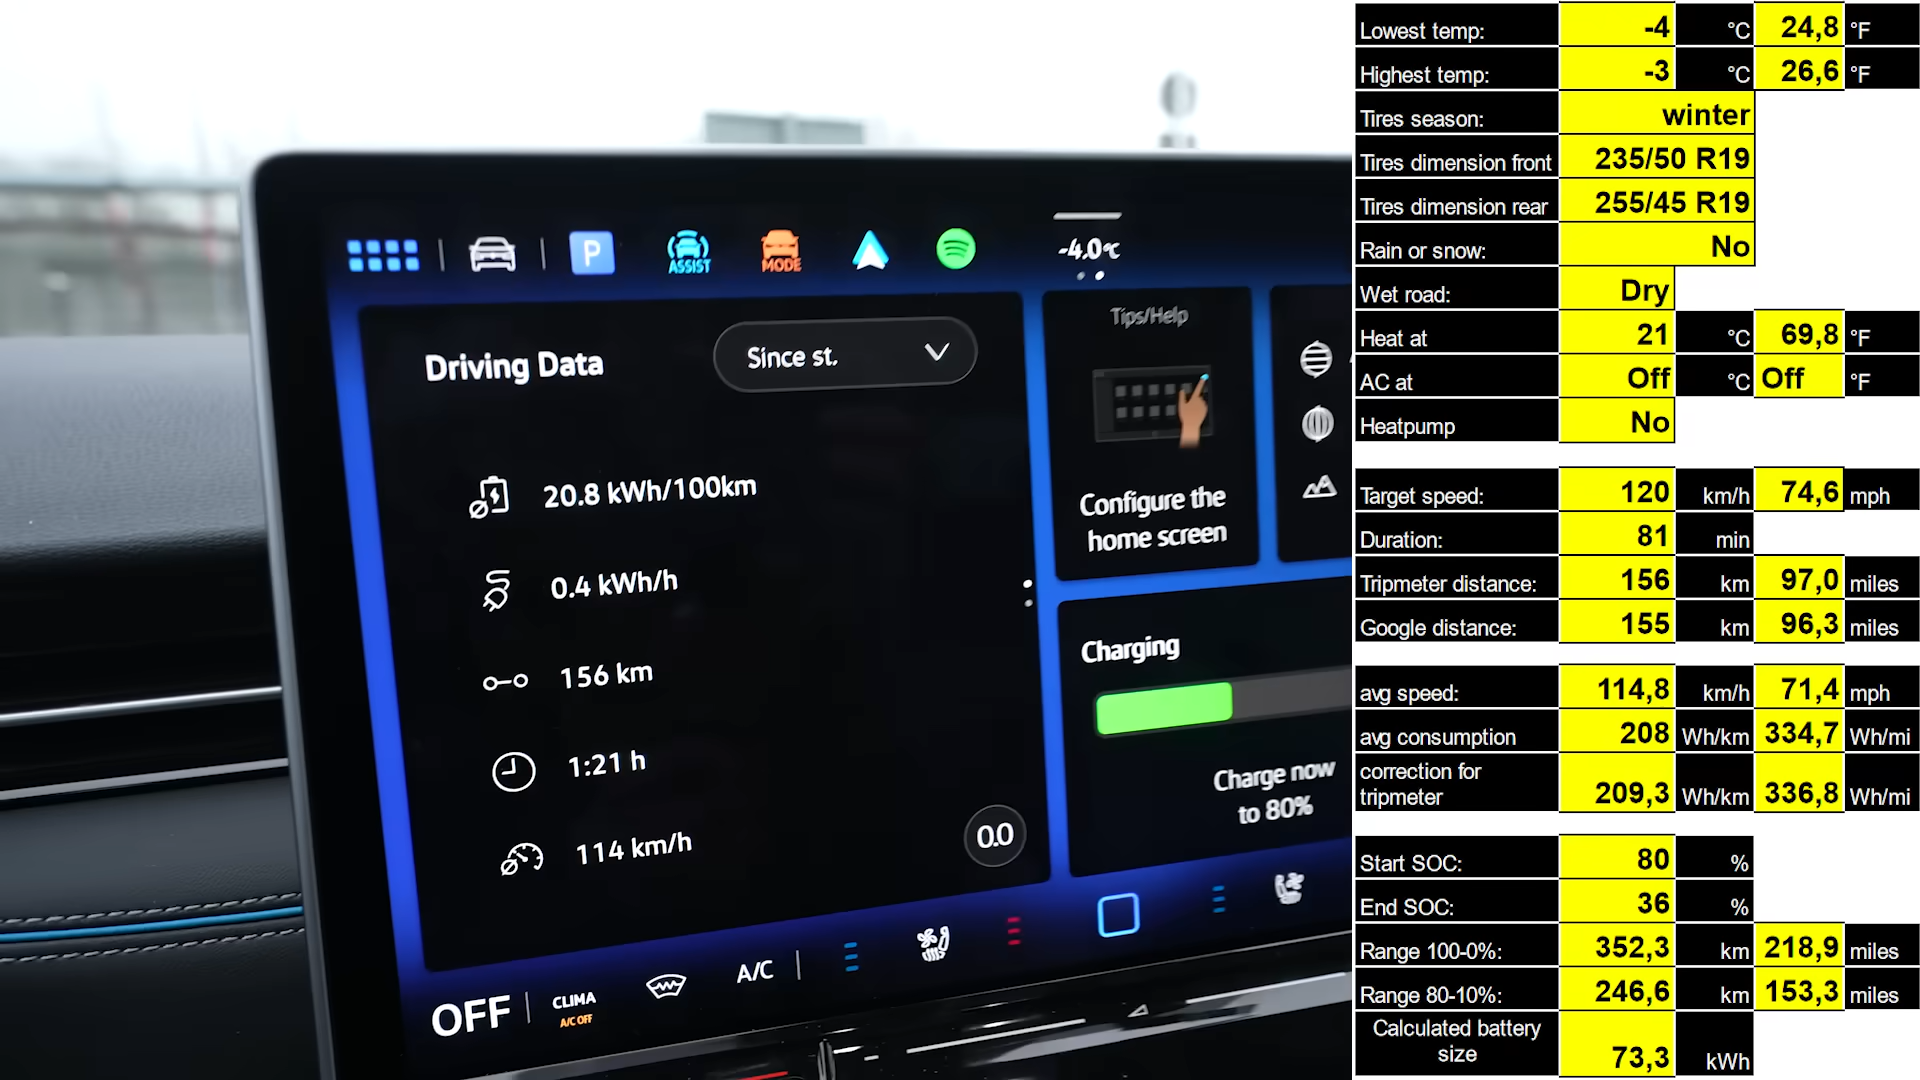 P
ASSIST
MODE
-4.0°C
Driving Data
Since st.
20.8 kWh/100km
0.4 kWh/h
156 km
1:21 h
114 km/h
0.0
Tips/Help
Configure the
home screen
Charging
Charge now
to 80%
OFF
CLIMA
A/C OFF
A/C
Lowest temp: -4 °C 24,8 °F
Highest temp: -3 °C 26,6 °F
Tires season: winter
Tires dimension front 235/50 R19
Tires dimension rear 255/45 R19
Rain or snow: No
Wet road: Dry
Heat at 21 °C 69,8 °F
AC at Off °C Off °F
Heatpump No
Target speed: 120 km/h 74,6 mph
Duration: 81 min
Tripmeter distance: 156 km 97,0 miles
Google distance: 155 km 96,3 miles
avg speed: 114,8 km/h 71,4 mph
avg consumption 208 Wh/km 334,7 Wh/mi
correction for
tripmeter 209,3 Wh/km 336,8 Wh/mi
Start SOC: 80 %
End SOC: 36 %
Range 100-0%: 352,3 km 218,9 miles
Range 80-10%: 246,6 km 153,3 miles
Calculated battery
size 73,3 kWh